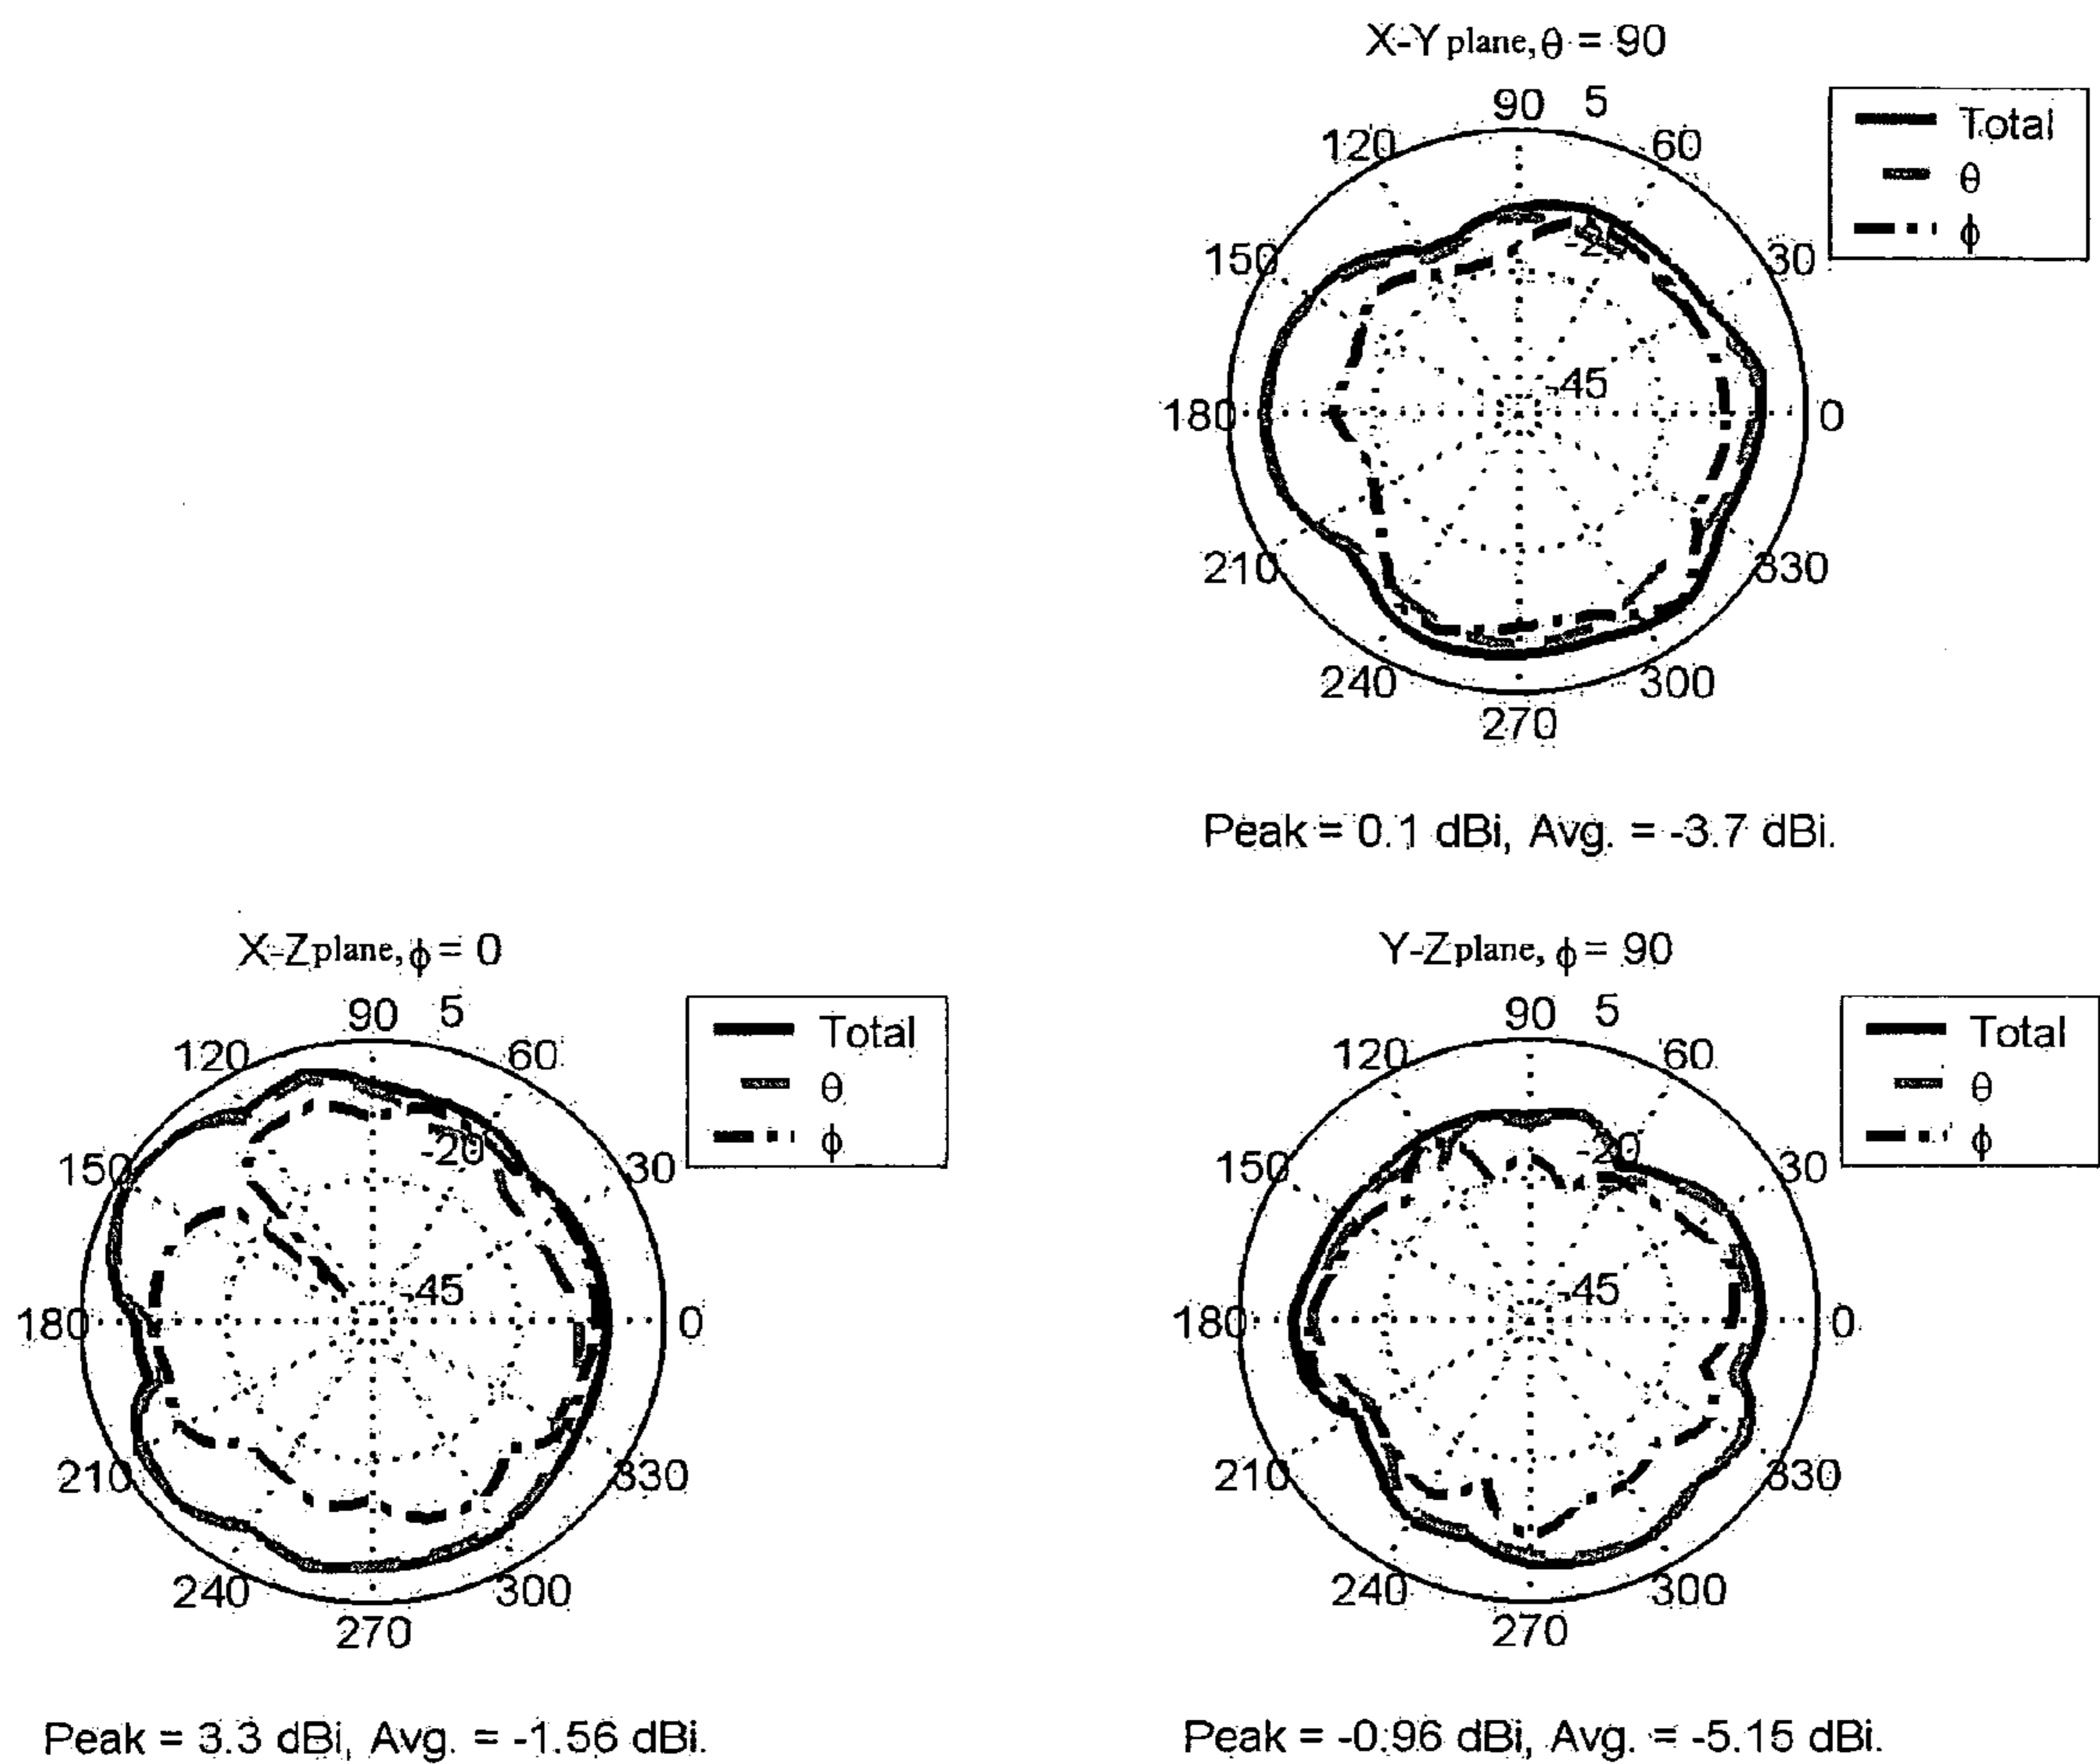 X-Y plane, θ = 90
90 5
120 60
150 30
-2
-45
180 0
210 330
240 300
270
Total
θ
ϕ
Peak = 0.1 dBi, Avg. = -3.7 dBi.
X-Z plane, ϕ = 0
90 5
120 60
150 30
-20
-45
180 0
210 330
240 300
270
Total
θ
ϕ
Peak = 3.3 dBi, Avg. = -1.56 dBi.
Y-Z plane, ϕ = 90
90 5
120 60
150 30
-20
-45
180 0
210 330
240 300
270
Total
θ
ϕ
Peak = -0.96 dBi, Avg. = -5.15 dBi.